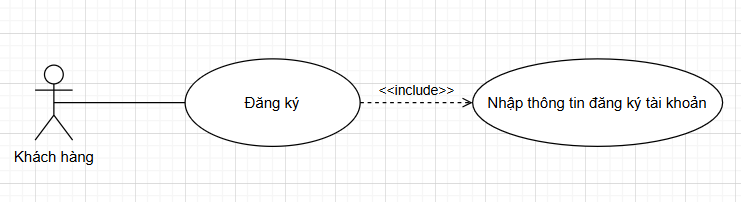 <<include>>
Đăng ký
Nhập thông tin đăng ký tài khoản
Khách hàng